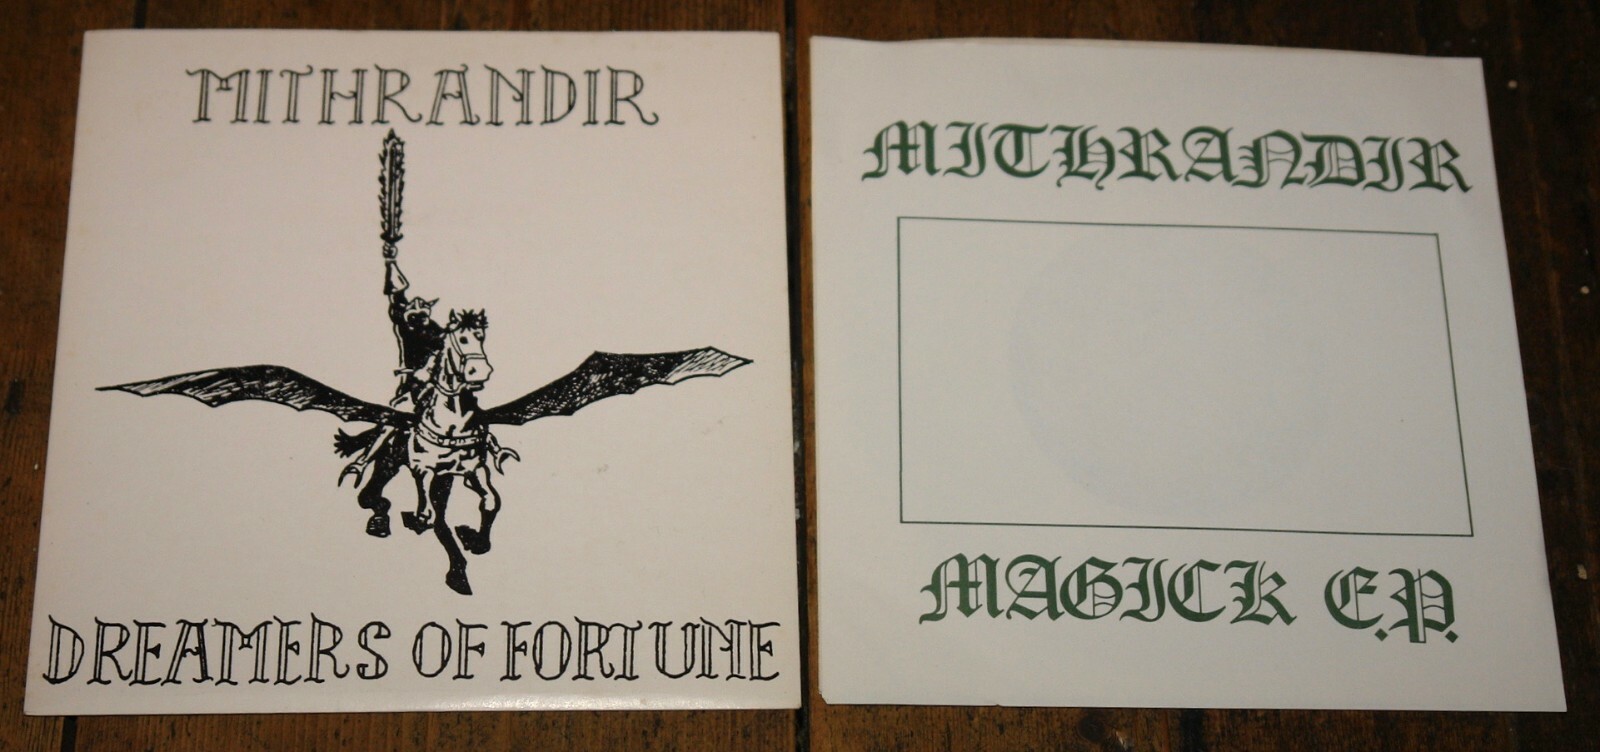 MITHRANDIR
DREAMERS OF FORTUNE
MITHRANDIR
MAGICK E.P.